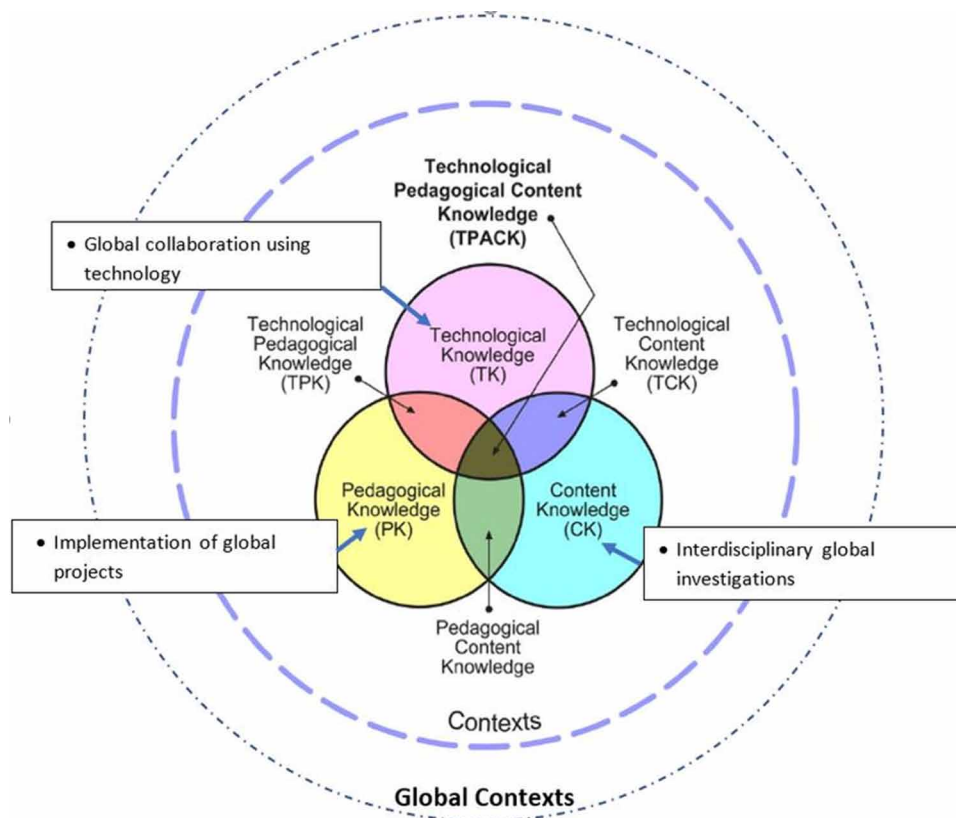 Technological
Pedagogical Content
Knowledge
(TPACK)
• Global collaboration using
technology
Technological
Pedagogical
Knowledge
(TPK)
Technological
Knowledge
(TK)
Technological
Content
Knowledge
(TCK)
Pedagogical
Knowledge
(PK)
Content
Knowledge
(CK)
• Implementation of global
projects
• Interdisciplinary global
investigations
Pedagogical
Content
Knowledge
Contexts
Global Contexts